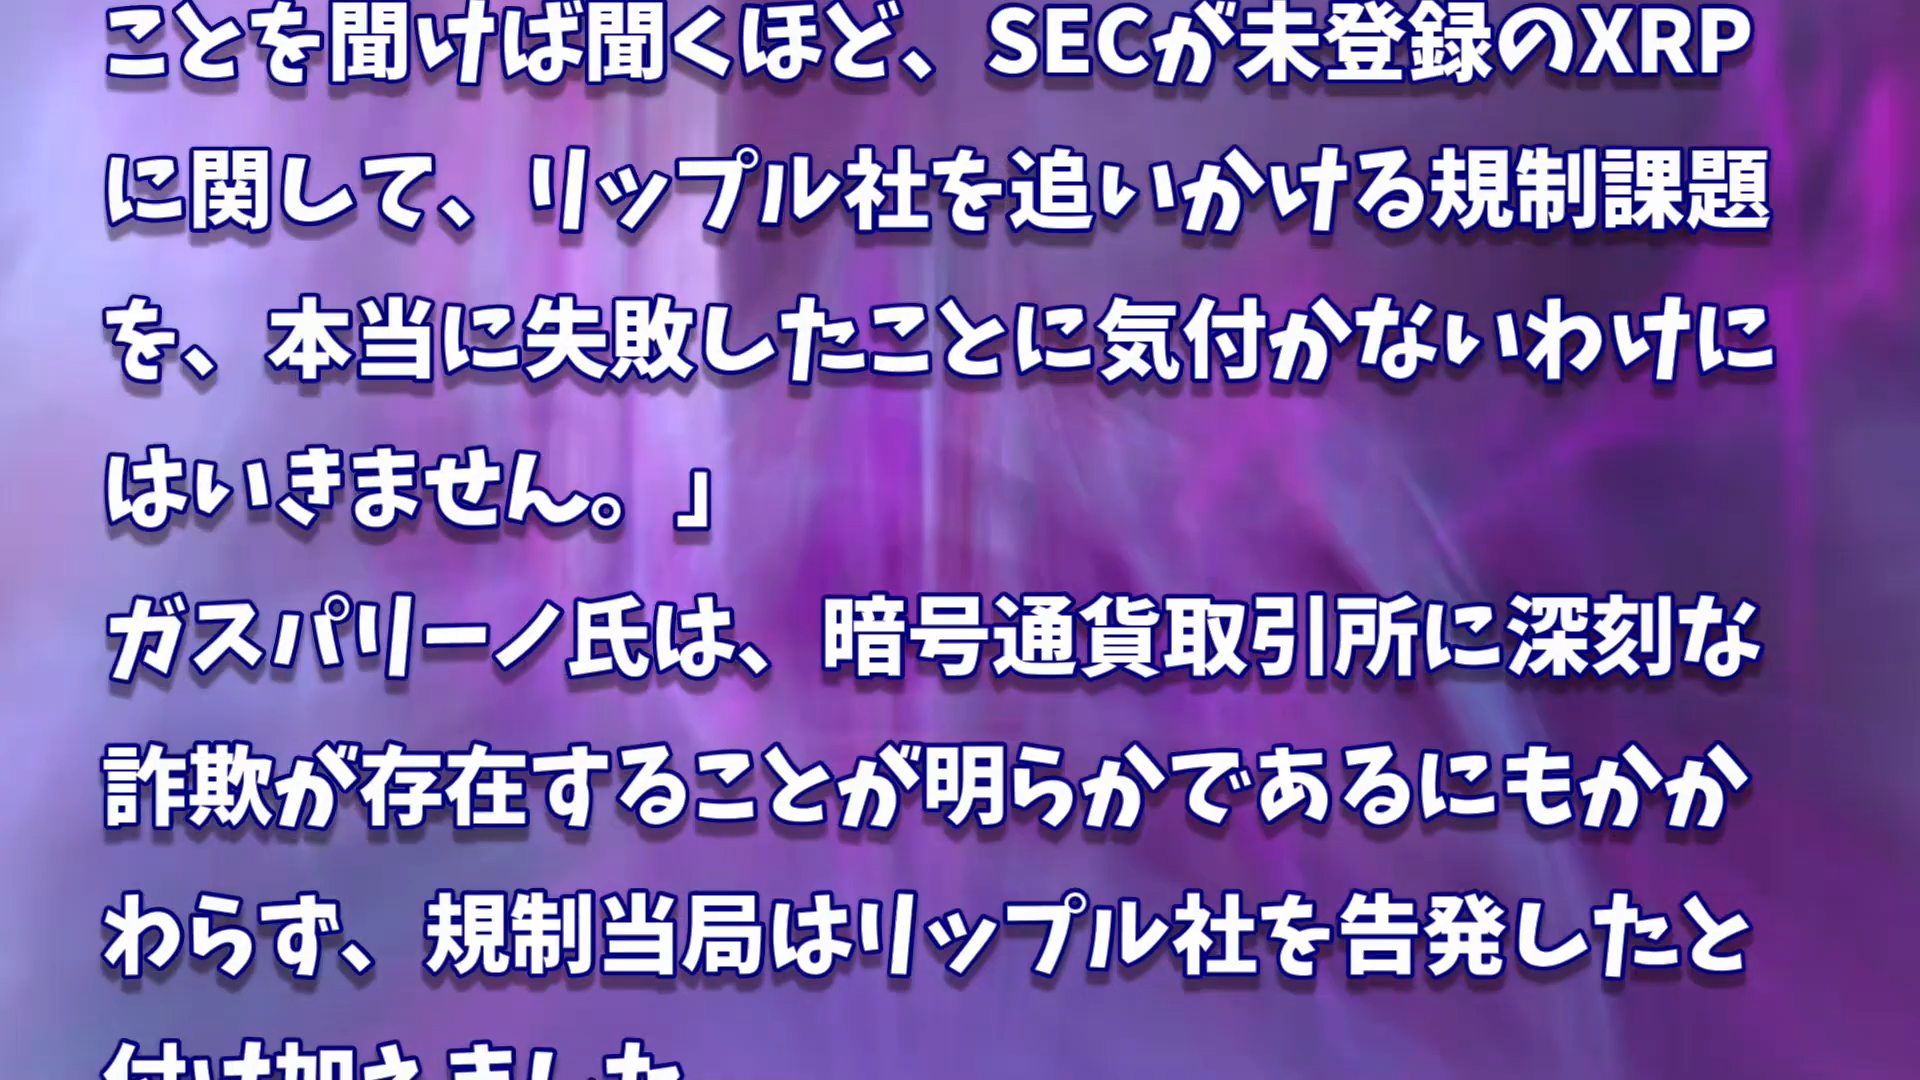 ことを聞けば聞くほど、SECが未登録のXRP
に関して、リップル社を追いかける規制課題
を、本当に失敗したことに気付かないわけに
はいきません。」
ガスパリーノ氏は、暗号通貨取引所に深刻な
詐欺が存在することが明らかであるにもかか
わらず、規制当局はリップル社を告発したと
付け加えました